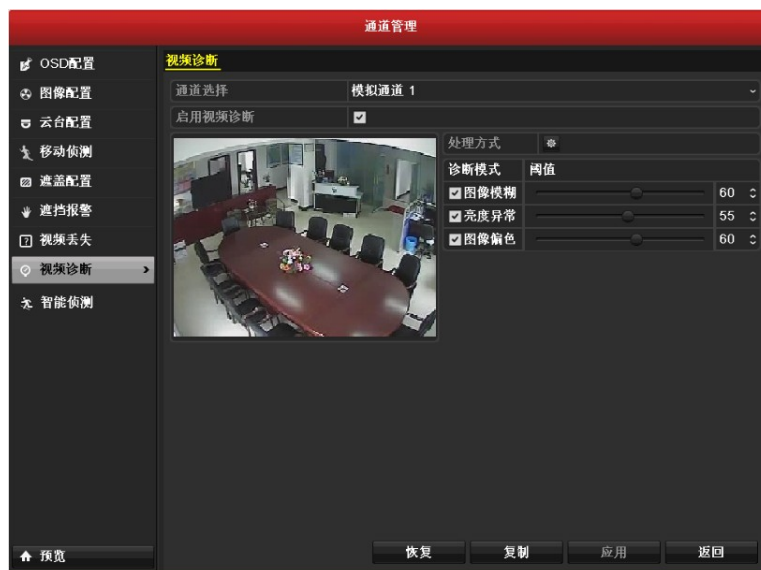 通道管理
OSD配置
图像配置
云台配置
移动侦测
遮盖配置
遮挡报警
视频丢失
视频诊断
智能侦测
预览
视频诊断
通道选择 模拟通道 1
启用视频诊断
处理方式
诊断模式 阈值
图像模糊 60
亮度异常 55
图像偏色 60
恢复 复制 应用 返回